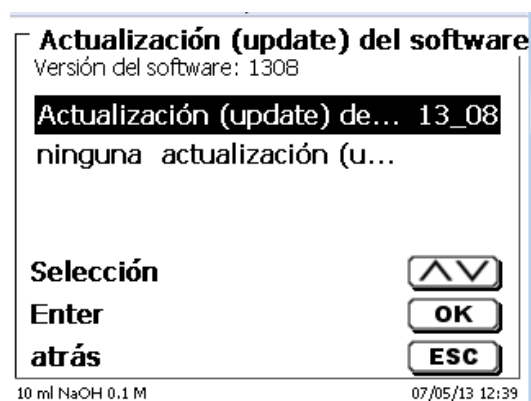 Actualización (update) del software
Versión del software: 1308
Actualización (update) de... 13_08
ninguna actualización (u...
Selección
Enter OK
atrás ESC
10 ml NaOH 0.1 M 07/05/13 12:39